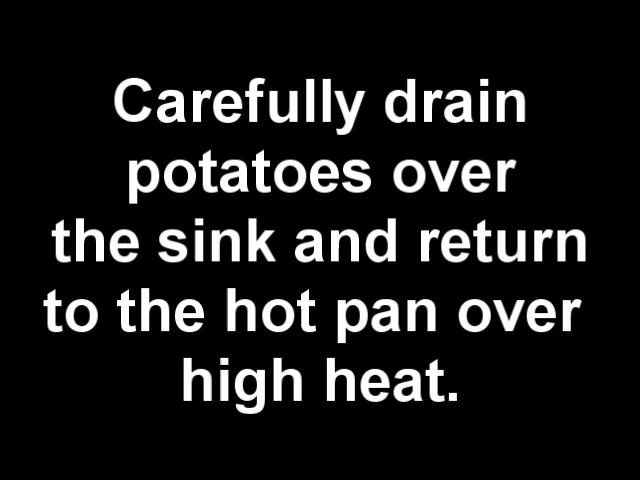 Carefully drain
potatoes over
the sink and return
to the hot pan over
high heat.